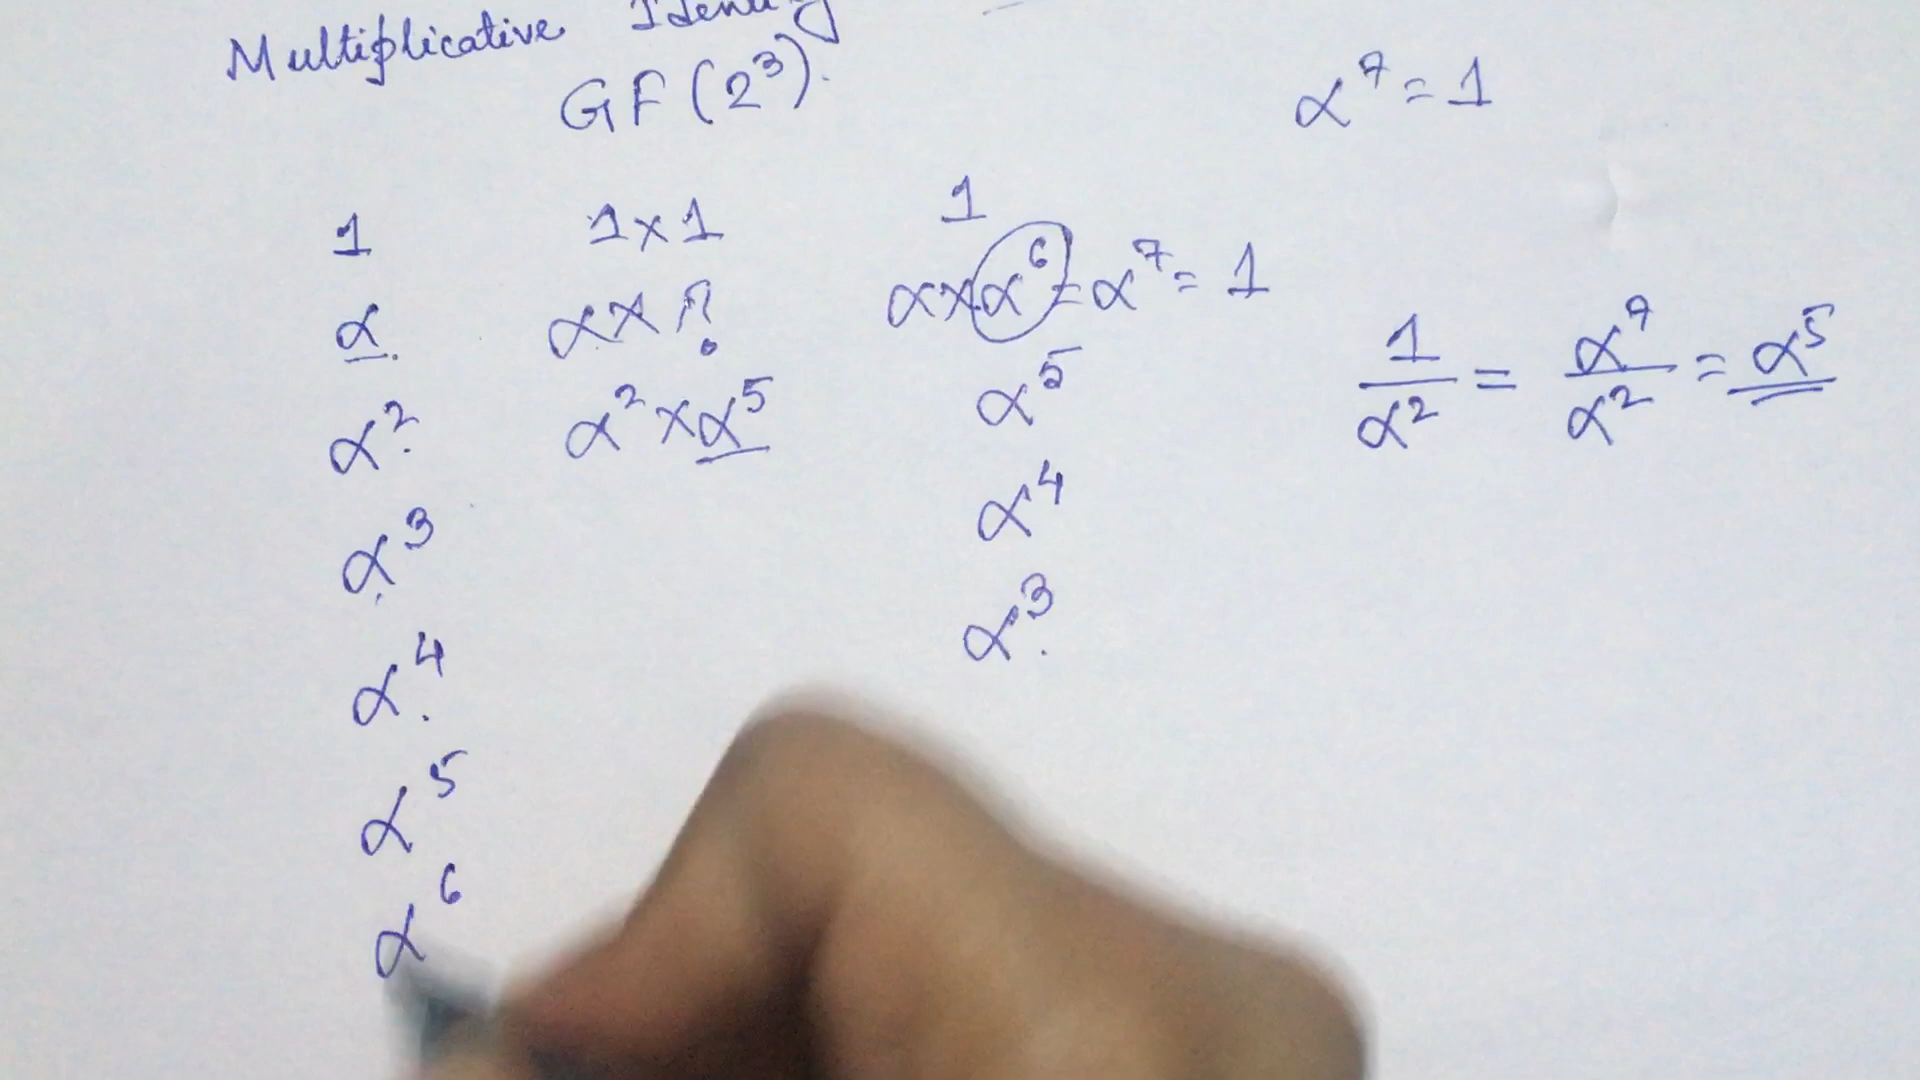 Multiplicative Identity
GF(2³).
α⁷ = 1
1 1×1 1
α. α×? α×α⁶ = α⁷ = 1
α². α²×α⁵ α⁵ 1/α² = α⁷/α² = α⁵
α³ α⁴
α⁴. α³.
α⁵
α⁶